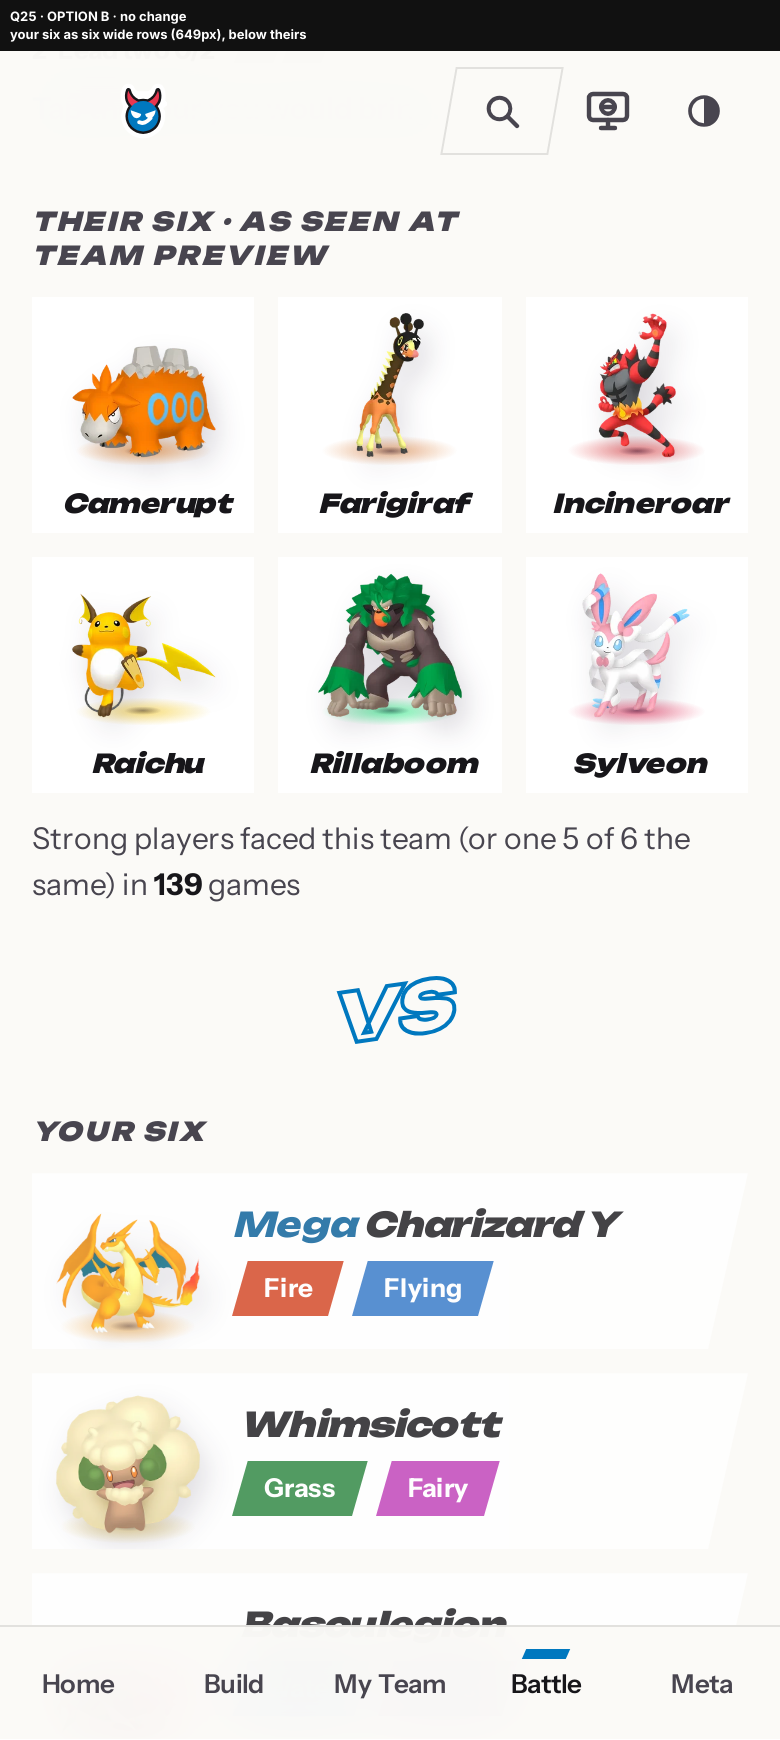 Q25 · OPTION B · no change
your six as six wide rows (649px), below theirs
THEIR SIX · AS SEEN AT
TEAM PREVIEW
Camerupt
Farigiraf
Incineroar
Raichu
Rillaboom
Sylveon
Strong players faced this team (or one 5 of 6 the
same) in 139 games
VS
YOUR SIX
Mega Charizard Y
Fire
Flying
Whimsicott
Grass
Fairy
Basculegion
Home
Build
My Team
Battle
Meta